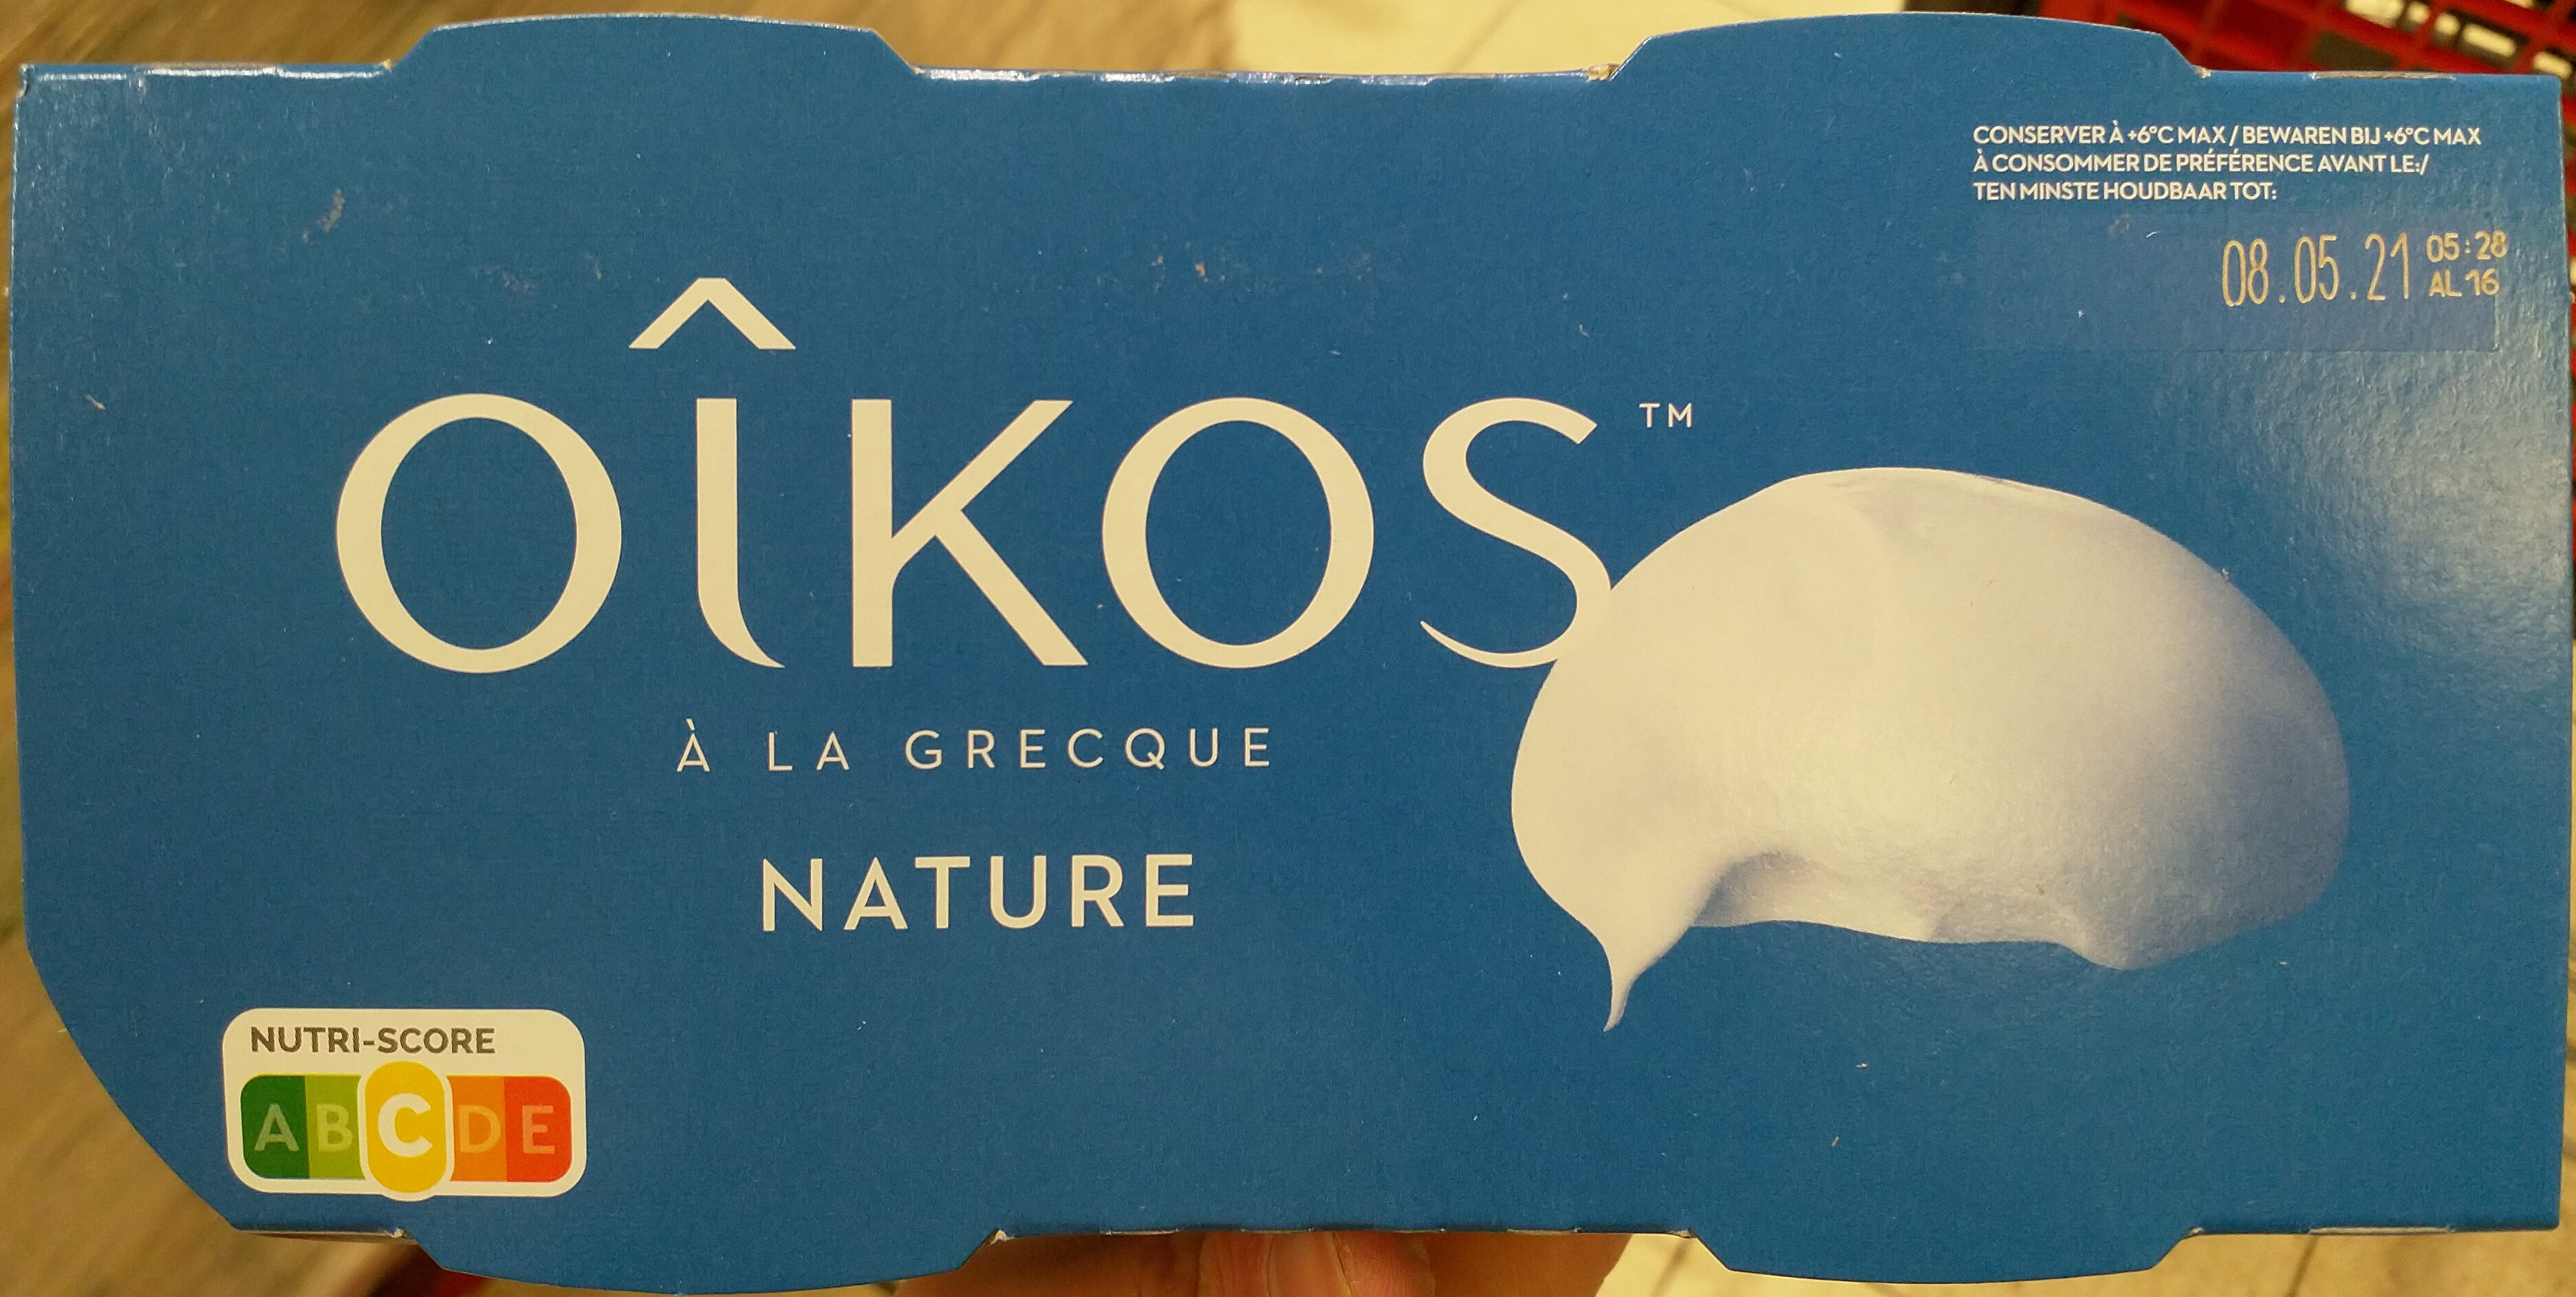 CONSERVER À +6°C MAX / BEWAREN BIJ +6°C MAX
À CONSOMMER DE PRÉFÉRENCE AVANT LE:/
TEN MINSTE HOUDBAAR TOT:
08.05.21 05:28
AL 16
OÎKOS™
À LA GRECQUE
NATURE
NUTRI-SCORE
A B C D E